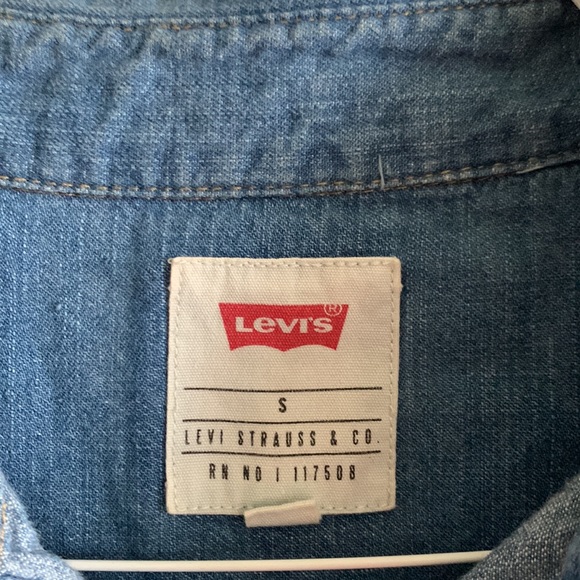 LEVI'S®
S
LEVI STRAUSS & CO.
RN NO | 117508